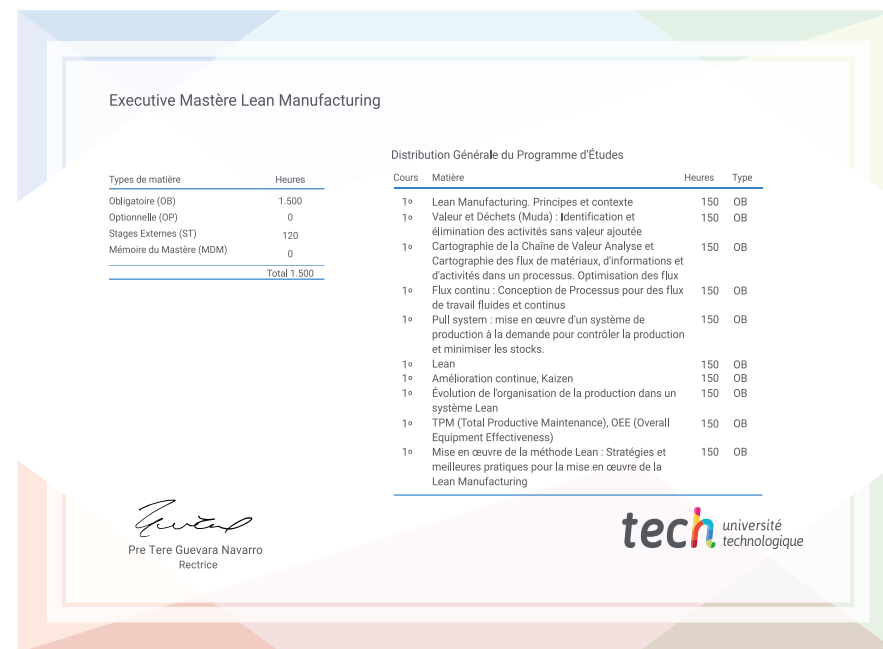 Executive Mastère Lean Manufacturing
Types de matière Heures
Obligatoire (OB) 1.500
Optionnelle (OP) 0
Stages Externes (ST) 120
Mémoire du Mastère (MDM) 0
Total 1.500
Distribution Générale du Programme d'Études
Cours Matière Heures Type
1º Lean Manufacturing. Principes et contexte 150 OB
1º Valeur et Déchets (Muda) : Identification et 150 OB
élimination des activités sans valeur ajoutée
1º Cartographie de la Chaîne de Valeur Analyse et 150 OB
Cartographie des flux de matériaux, d'informations et
d'activités dans un processus. Optimisation des flux
1º Flux continu : Conception de Processus pour des flux 150 OB
de travail fluides et continus
1º Pull system : mise en œuvre d'un système de 150 OB
production à la demande pour contrôler la production
et minimiser les stocks.
1º Lean 150 OB
1º Amélioration continue, Kaizen 150 OB
1º Évolution de l'organisation de la production dans un 150 OB
système Lean
1º TPM (Total Productive Maintenance), OEE (Overall 150 OB
Equipment Effectiveness)
1º Mise en œuvre de la méthode Lean : Stratégies et 150 OB
meilleures pratiques pour la mise en œuvre de la
Lean Manufacturing
Pre Tere Guevara Navarro
Rectrice
tech université
technologique